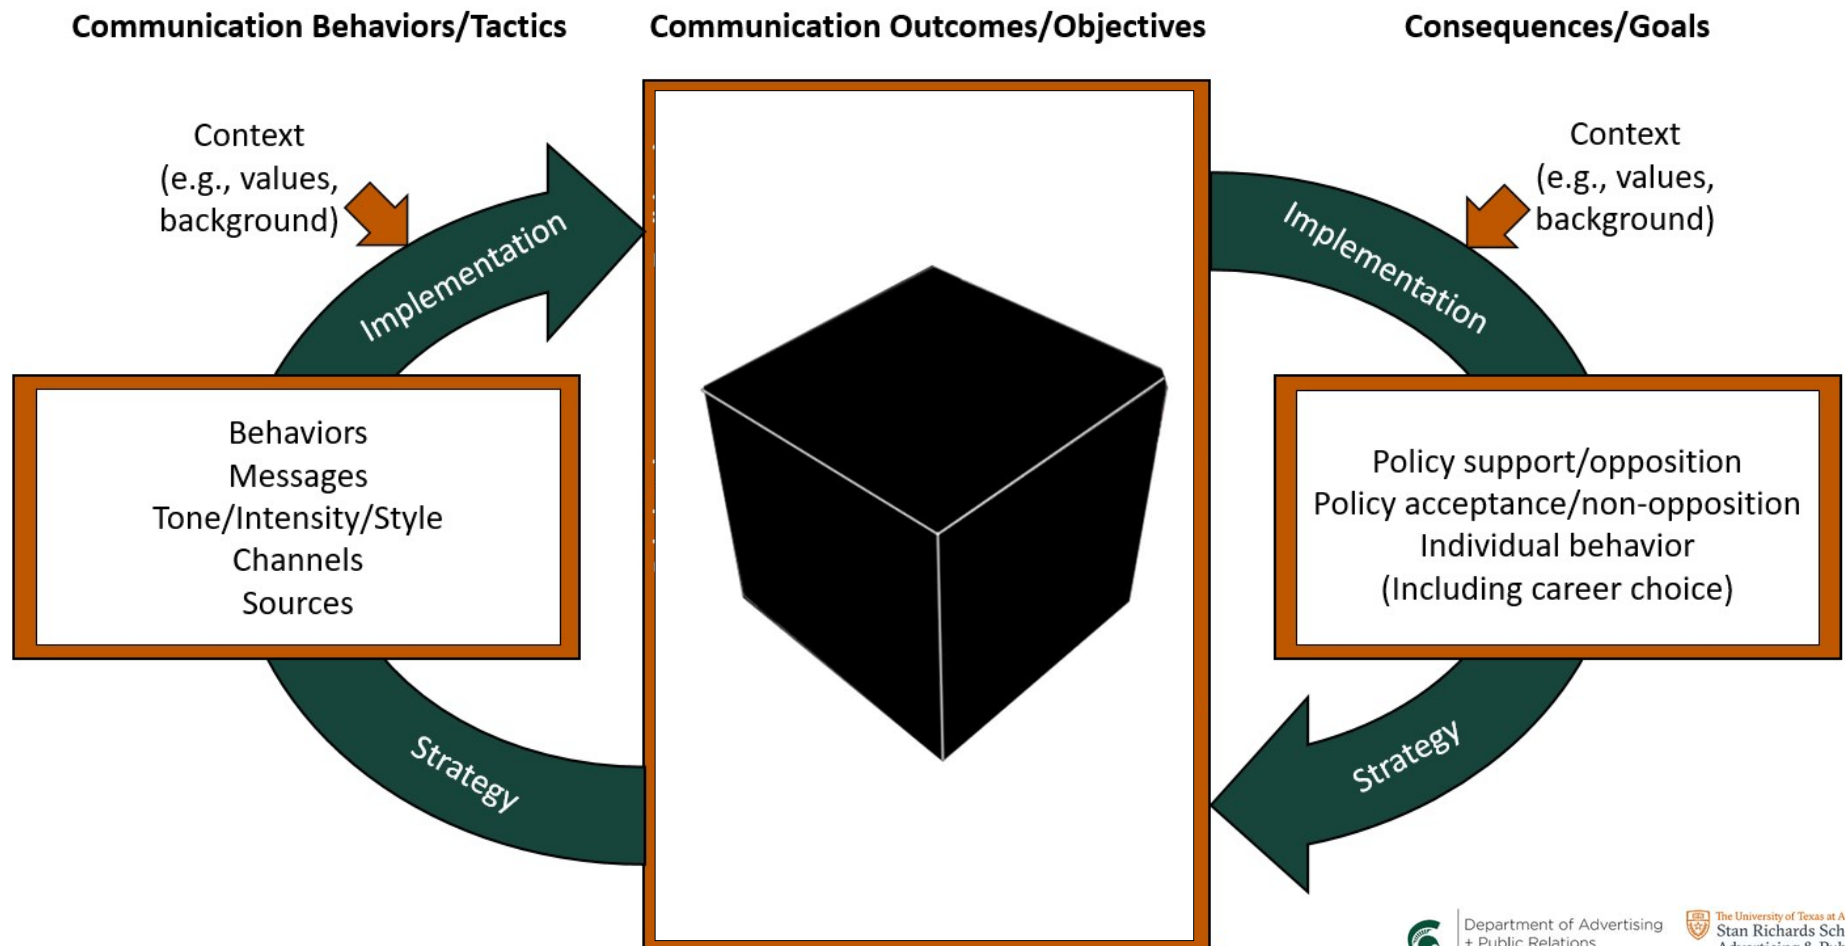 Communication Behaviors/Tactics
Communication Outcomes/Objectives
Consequences/Goals
Context
(e.g., values,
background)
Implementation
Behaviors
Messages
Tone/Intensity/Style
Channels
Sources
Strategy
Context
(e.g., values,
background)
Implementation
Policy support/opposition
Policy acceptance/non-opposition
Individual behavior
(Including career choice)
Strategy
Department of Advertising
+ Public Relations
The University of Texas at
Stan Richards
Advertising &